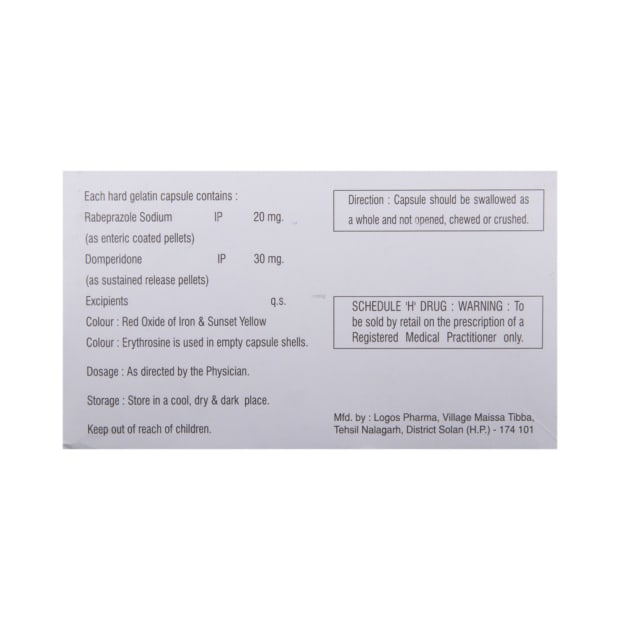 Each hard gelatin capsule contains :
Rabeprazole Sodium IP 20 mg.
(as enteric coated pellets)
Domperidone IP 30 mg.
(as sustained release pellets)
Excipients q.s.
Colour : Red Oxide of Iron & Sunset Yellow
Colour : Erythrosine is used in empty capsule shells.
Dosage : As directed by the Physician.
Storage : Store in a cool, dry & dark place.
Keep out of reach of children.
Direction : Capsule should be swallowed as
a whole and not opened, chewed or crushed.
SCHEDULE 'H' DRUG : WARNING : To
be sold by retail on the prescription of a
Registered Medical Practitioner only.
Mfd. by : Logos Pharma, Village Maissa Tibba,
Tehsil Nalagarh, District Solan (H.P.) - 174 101